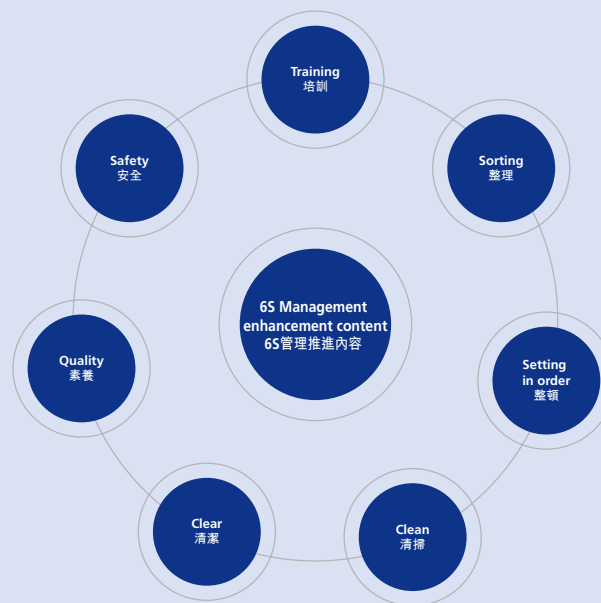 Training
培訓
Safety
安全
Sorting
整理
6S Management
enhancement content
6S管理推進內容
Quality
素養
Setting
in order
整頓
Clear
清潔
Clean
清掃